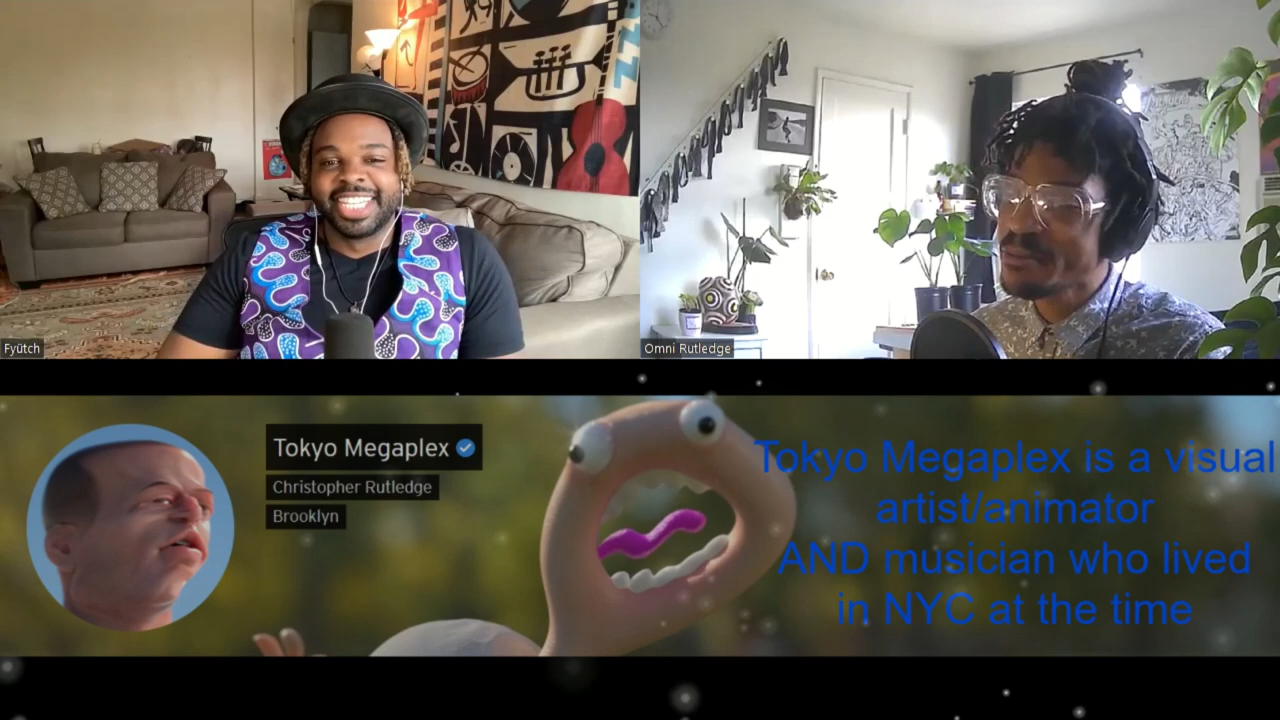 Fyütch
Omni Rutledge
Tokyo Megaplex
Christopher Rutledge
Brooklyn
Tokyo Megaplex is a visual
artist/animator
AND musician who lived
in NYC at the time